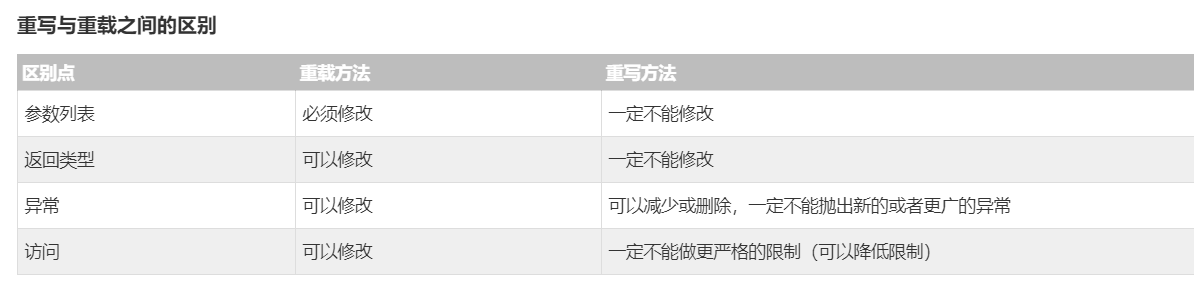 重写与重载之间的区别
区别点 重载方法 重写方法
参数列表 必须修改 一定不能修改
返回类型 可以修改 一定不能修改
异常 可以修改 可以减少或删除，一定不能抛出新的或者更广的异常
访问 可以修改 一定不能做更严格的限制（可以降低限制）